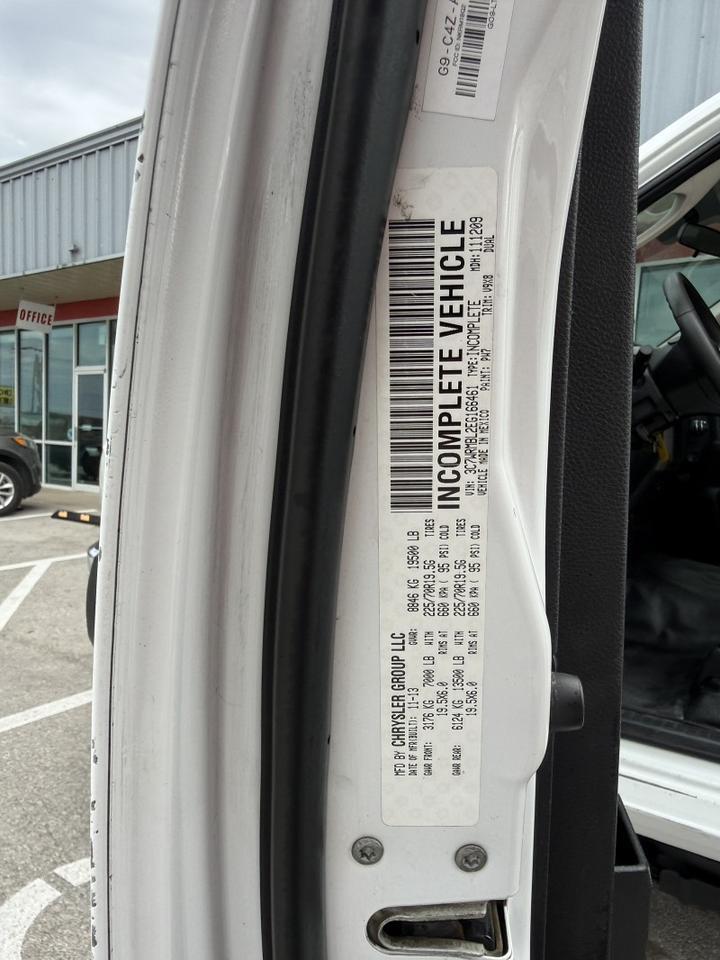 G9-C4Z-A
OFFICE
MFD BY CHRYSLER GROUP LLC
DATE OF MFR(BUILT): 11-13 GVWR: 8846 KG 19500 LB
GAWR FRONT: 3176 KG 7000 LB WITH 225/70R19.5G TIRES
19.5X6.0 RIMS AT 660 KPA ( 95 PSI) COLD
GAWR REAR: 6124 KG 13500 LB WITH 225/70R19.5G TIRES
19.5X6.0 RIMS AT 660 KPA ( 95 PSI) COLD
INCOMPLETE VEHICLE
VIN: 3C7WRMBL2EG166461 TYPE:INCOMPLETE MDH:111209
VEHICLE MADE IN MEXICO PAINT: PW7 TRIM: V9X8 DUAL